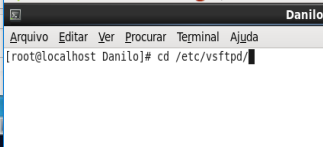 Danilo
Arquivo Editar Ver Procurar Terminal Ajuda
[root@localhost Danilo]# cd /etc/vsftpd/